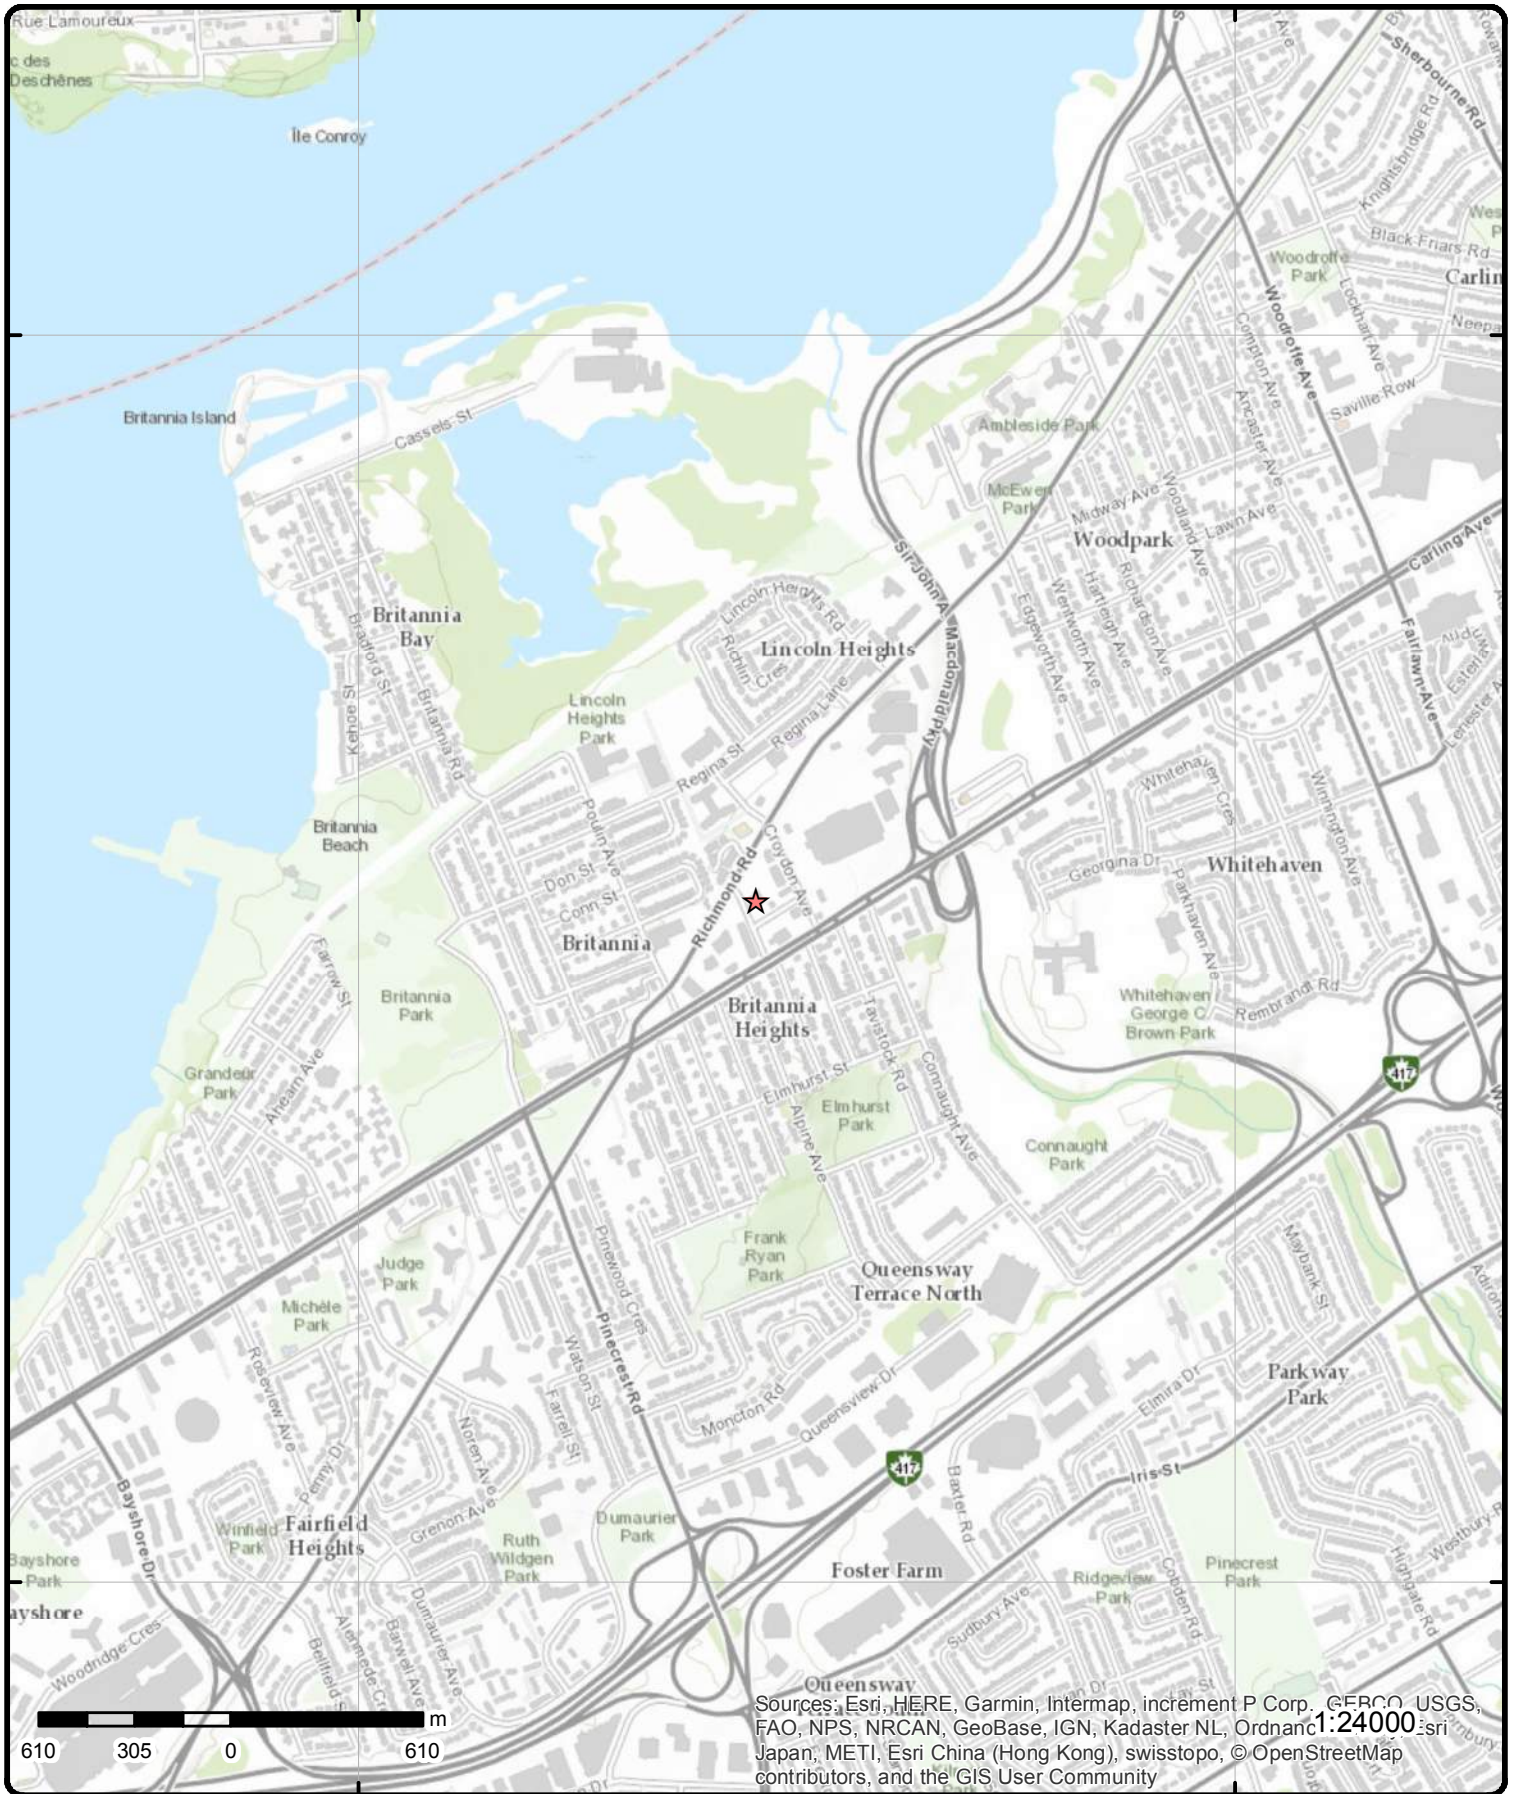 Rue Lamoureux
c des
Deschênes
Île Conroy
Sherbourne Rd
Knightsbridge Rd
Black Friars Rd
Woodroffe
Park
Carlin
Lockhart Ave
Neepa
Woodroffe Ave
Compton Ave
Ancaster Ave
Saville Row
Britannia Island
Cassels St
Ambleside Park
McEwen
Park
Midway Ave
Woodland Ave
Lawn Ave
Woodpark
Carling Ave
Sir John A Macdonald Pky
Edgeworth Ave
Wentworth Ave
Hartleigh Ave
Richardson Ave
Fairlawn Ave
Lenester A
Britannia
Bay
Bradford St
Kehoe St
Britannia Rd
Lincoln Heights Rd
Richlin
Cres
Lincoln Heights
Regina Lane
Regina St
Lincoln
Heights
Park
Whitehaven Cres
Winnington Ave
Britannia
Beach
Poulin Ave
Don St
Conn St
Croydon Ave
Richmond Rd
Georgina Dr
Parkhaven Ave
Whitehaven
Britannia
Farrow St
Britannia
Park
Britannia
Heights
Tavistock Rd
Whitehaven
George C
Brown Park
Rembrandt Rd
417
Grandeur
Park
Ahearn Ave
Elmhurst St
Elmhurst
Park
Alpine Ave
Connaught Ave
Connaught
Park
Judge
Park
Michèle
Park
Pinewood Cres
Frank
Ryan
Park
Queensway
Terrace North
Maybank St
Roseview Ave
Watson St
Farrell St
Pinecrest Rd
Moncton Rd
Queensview Dr
Elmira Dr
Parkway
Park
Bayshore Dr
Penny Dr
Noren Ave
Grenon Ave
417
Baxter Rd
Iris St
Winfield
Park
Fairfield
Heights
Ruth
Wildgen
Park
Dumaurier
Park
Foster Farm
Ridgeview
Park
Cobden Rd
Pinecrest
Park
Highgate Rd
Westbury R
Bayshore
Park
ayshore
Woodridge Cres
Dumaurier Ave
Barwell Ave
Sudbury Ave
Queensway
610 305 0 610 m
1:24000
Sources: Esri, HERE, Garmin, Intermap, increment P Corp., GEBCO, USGS,
FAO, NPS, NRCAN, GeoBase, IGN, Kadaster NL, Ordnanc
Japan, METI, Esri China (Hong Kong), swisstopo, © OpenStreetMap
contributors, and the GIS User Community